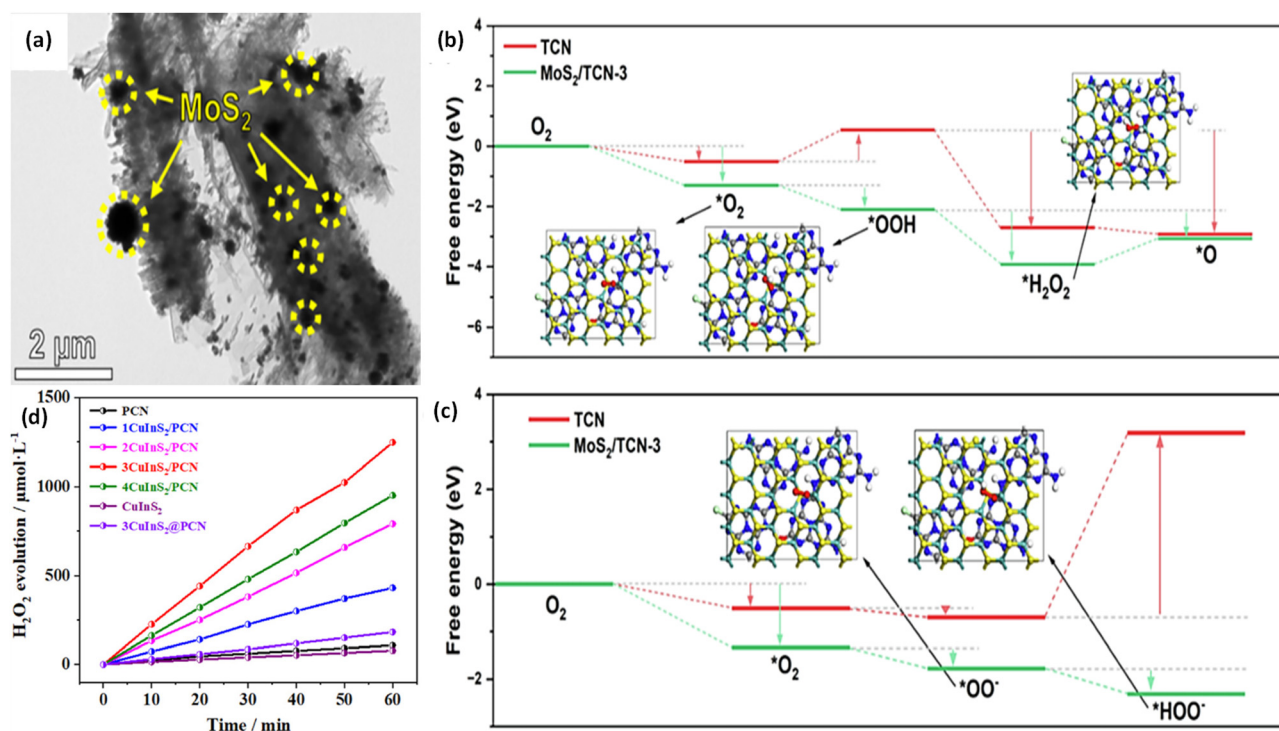 (a)
MoS₂
2 µm
(b)
4
2
0
−2
−4
−6
Free energy (eV)
TCN
MoS₂/TCN-3
O₂
*O₂
*OOH
*H₂O₂
*O
(d)
1500
1000
500
0
H₂O₂ evolution / µmol·L⁻¹
PCN
1CuInS₂/PCN
2CuInS₂/PCN
3CuInS₂/PCN
4CuInS₂/PCN
CuInS₂
3CuInS₂@PCN
0 10 20 30 40 50 60
Time / min
(c)
4
2
0
−2
Free energy (eV)
TCN
MoS₂/TCN-3
O₂
*O₂
*OO⁻
*HOO⁻